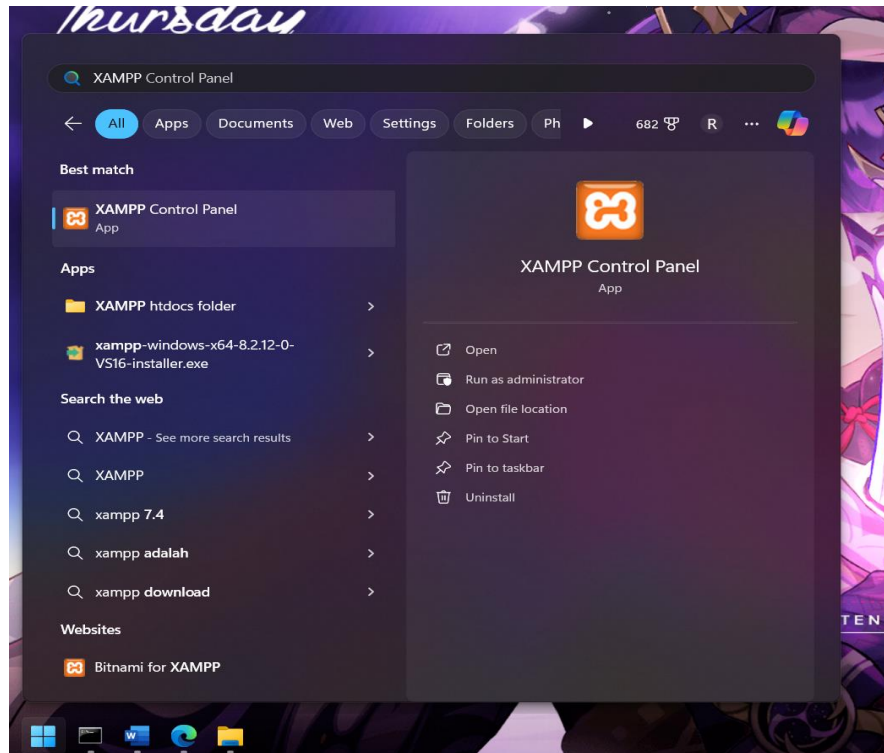 Thursday
XAMPP Control Panel
All Apps Documents Web Settings Folders Ph 682 R ...
Best match
XAMPP Control Panel
App
Apps
XAMPP htdocs folder
xampp-windows-x64-8.2.12-0-
VS16-installer.exe
Search the web
XAMPP - See more search results
XAMPP
xampp 7.4
xampp adalah
xampp download
Websites
Bitnami for XAMPP
XAMPP Control Panel
App
Open
Run as administrator
Open file location
Pin to Start
Pin to taskbar
Uninstall
TEN
W